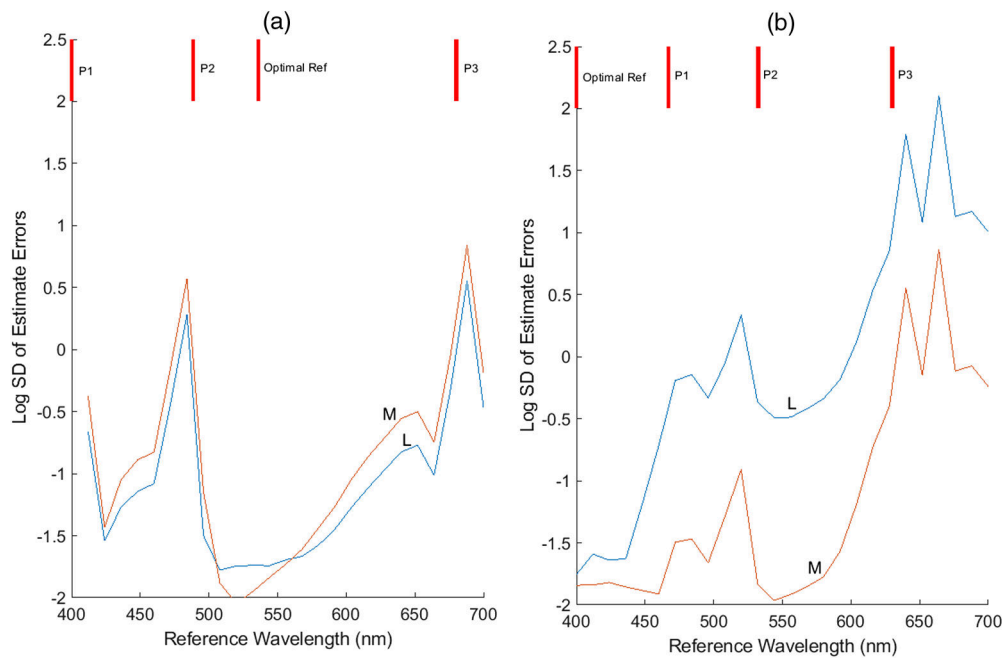 (a)
2.5
2
1.5
1
0.5
0
-0.5
-1
-1.5
-2
Log SD of Estimate Errors
P1
P2
Optimal Ref
P3
M
L
400
450
500
550
600
650
700
Reference Wavelength (nm)
(b)
2.5
2
1.5
1
0.5
0
-0.5
-1
-1.5
-2
Log SD of Estimate Errors
Optimal Ref
P1
P2
P3
L
M
400
450
500
550
600
650
700
Reference Wavelength (nm)